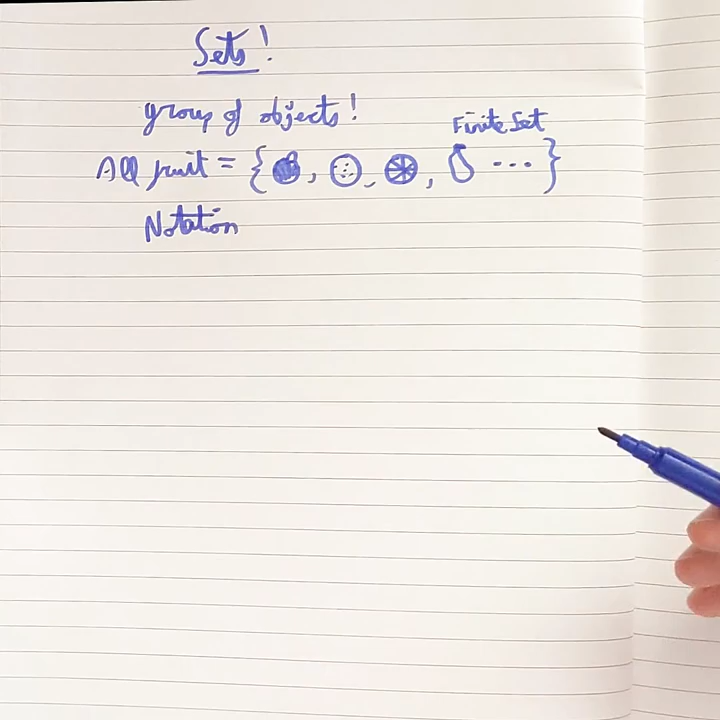 Sets!
group of objects!
Finite Set
All fruit = { , , , ... }
Notation